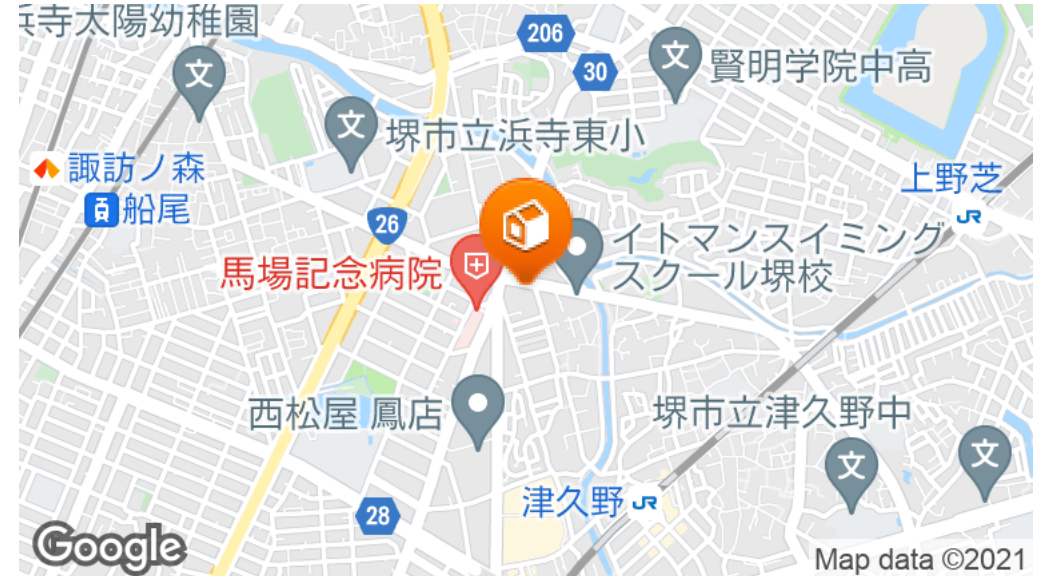 浜寺太陽幼稚園
206
30
賢明学院中高
堺市立浜寺東小
諏訪ノ森
船尾
上野芝
JR
26
イトマンスイミング
スクール堺校
馬場記念病院
西松屋 鳳店
堺市立津久野中
津久野 JR
28
Google
Map data ©2021